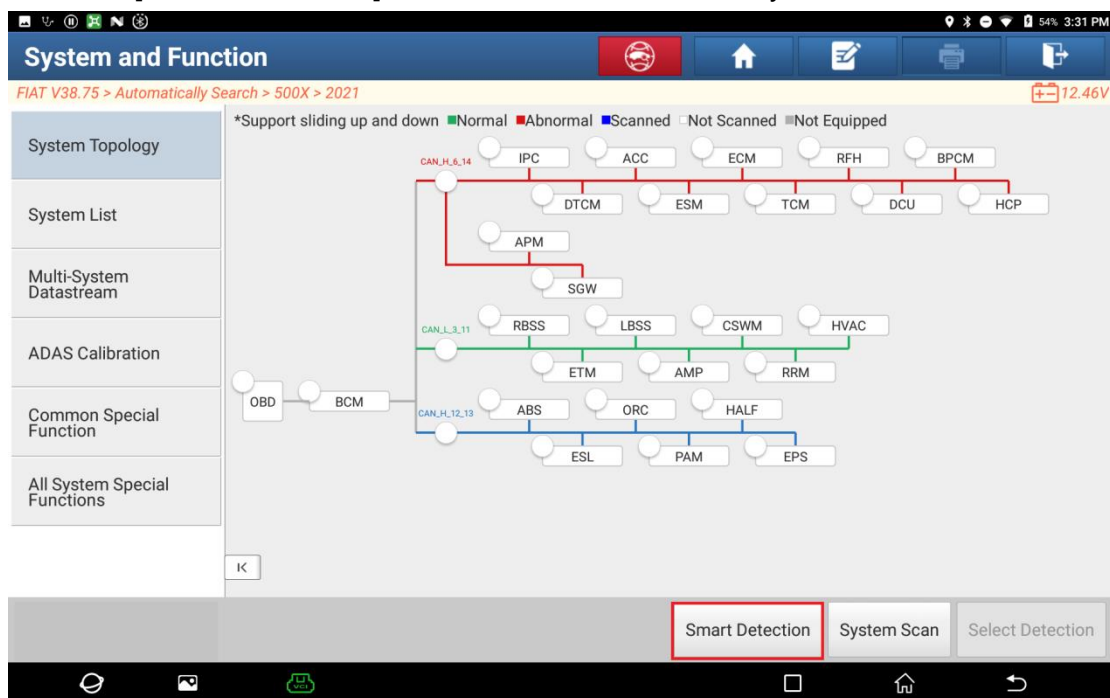 54% 3:31 PM
System and Function
FIAT V38.75 > Automatically Search > 500X > 2021
12.46V
System Topology
System List
Multi-System
Datastream
ADAS Calibration
Common Special
Function
All System Special
Functions
*Support sliding up and down Normal Abnormal Scanned Not Scanned Not Equipped
CAN_H_6_14
IPC ACC ECM RFH BPCM
DTCM ESM TCM DCU HCP
APM
SGW
CAN_L_3_11
RBSS LBSS CSWM HVAC
ETM AMP RRM
OBD BCM
CAN_H_12_13
ABS ORC HALF
ESL PAM EPS
Smart Detection System Scan Select Detection
VCI